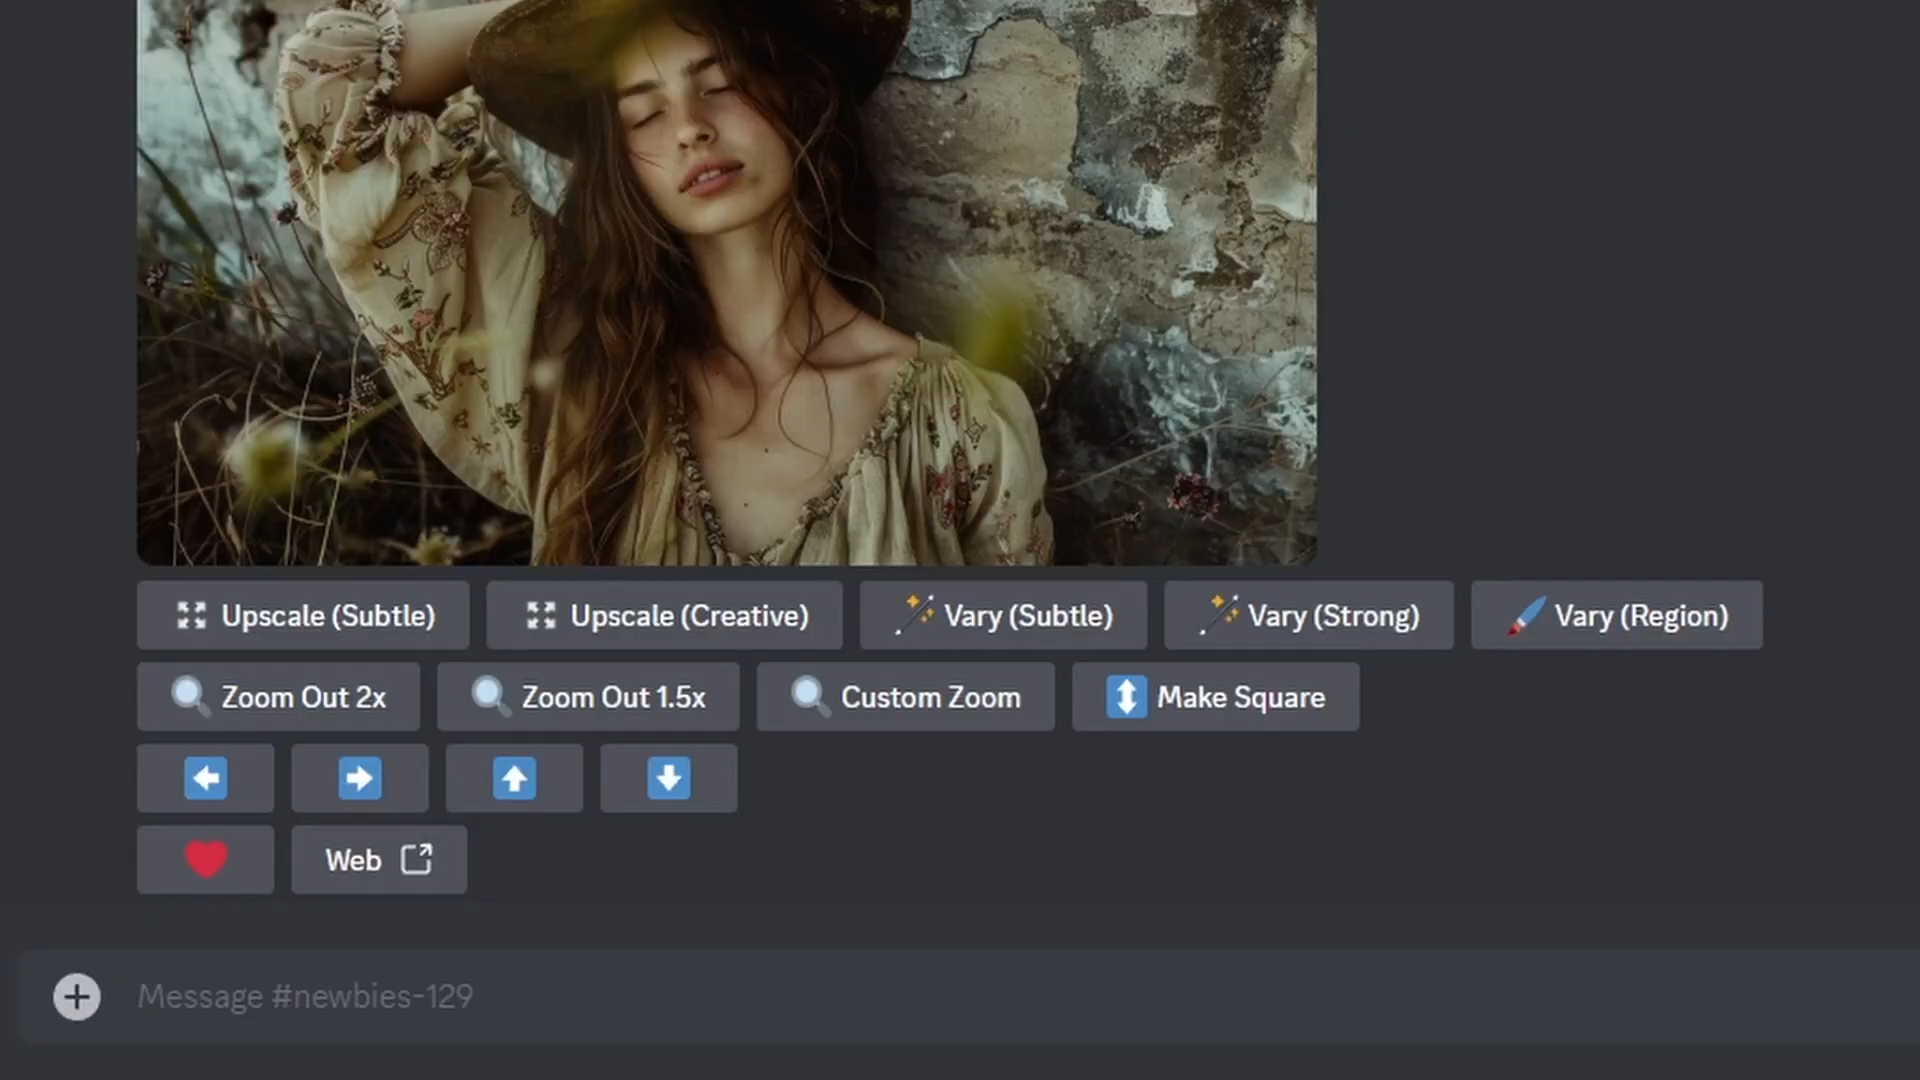 Upscale (Subtle) Upscale (Creative) Vary (Subtle) Vary (Strong) Vary (Region)
Zoom Out 2x Zoom Out 1.5x Custom Zoom Make Square
Web
Message #newbies-129